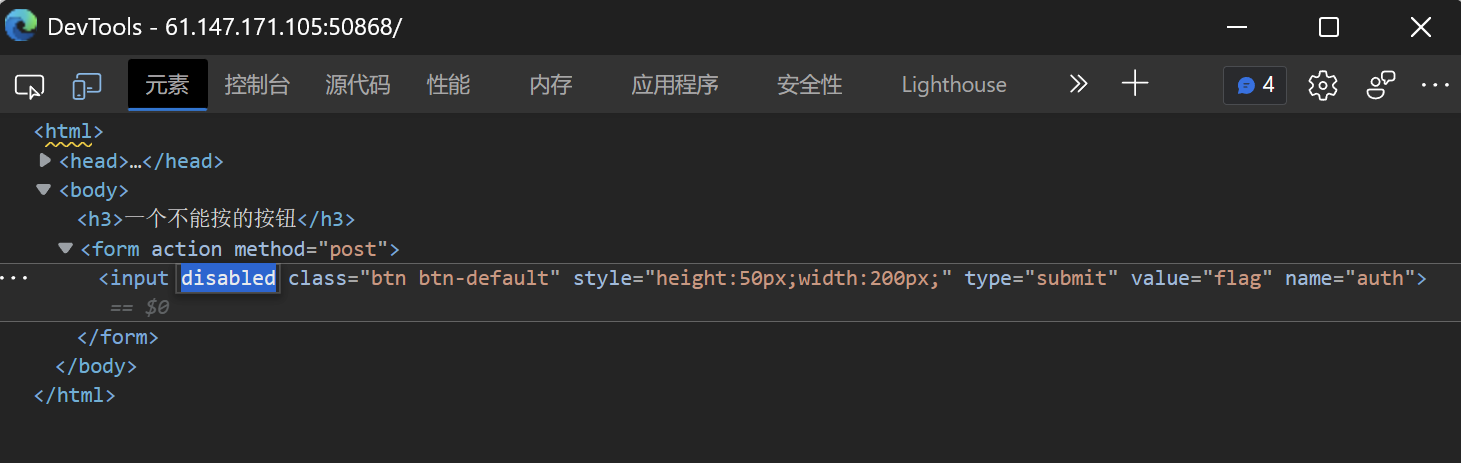 DevTools - 61.147.171.105:50868/
元素 控制台 源代码 性能 内存 应用程序 安全性 Lighthouse 4
<html>
<head>…</head>
<body>
<h3>一个不能按的按钮</h3>
<form action method="post">
<input disabled class="btn btn-default" style="height:50px;width:200px;" type="submit" value="flag" name="auth">
== $0
</form>
</body>
</html>